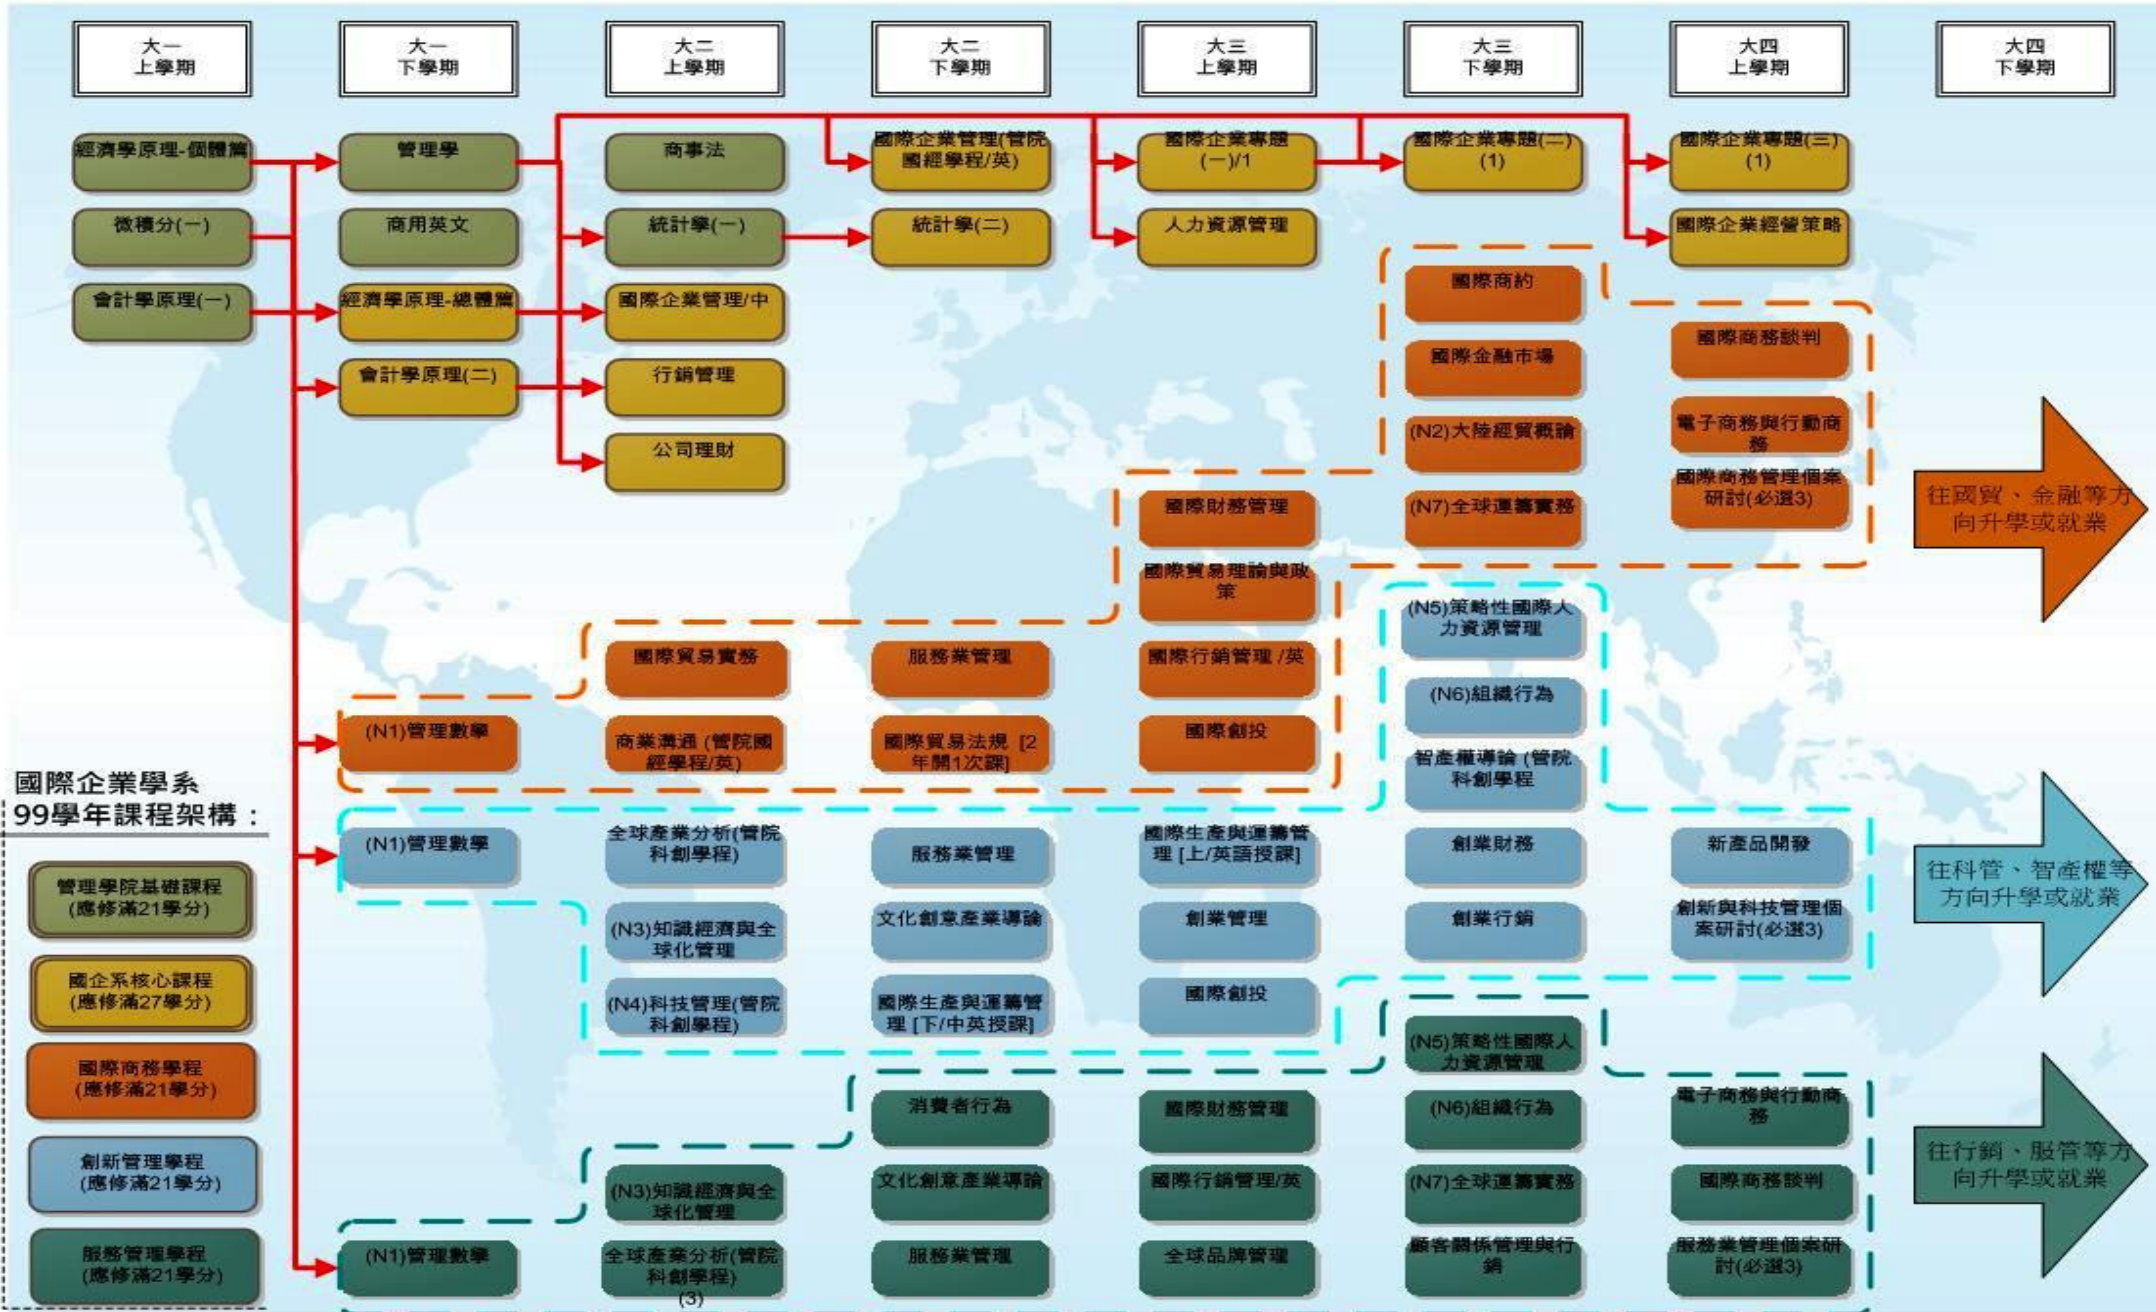 大一
上學期
大一
下學期
大二
上學期
大二
下學期
大三
上學期
大三
下學期
大四
上學期
大四
下學期
經濟學原理-個體篇
管理學
商事法
國際企業管理(管院
國經學程/英)
國際企業專題
(一)/1
國際企業專題(二)
(1)
國際企業專題(三)
(1)
微積分(一)
商用英文
統計學(一)
統計學(二)
人力資源管理
國際企業經營策略
會計學原理(一)
經濟學原理-總體篇
國際企業管理/中
國際商約
國際商務談判
會計學原理(二)
行銷管理
國際金融市場
電子商務與行動商
務
公司理財
(N2)大陸經貿概論
國際商務管理個案
研討(必選3)
國際財務管理
(N7)全球運籌實務
往國貿、金融等方
向升學或就業
國際貿易理論與政
策
國際貿易實務
服務業管理
國際行銷管理 /英
(N1)管理數學
商業溝通 (管院國
經學程/英)
國際貿易法規 [2
年開1次課]
國際創投
(N5)策略性國際人
力資源管理
(N6)組織行為
智產權導論 (管院
科創學程
國際企業學系
99學年課程架構：
(N1)管理數學
全球產業分析(管院
科創學程)
服務業管理
國際生產與運籌管
理 [上/英語授課]
創業財務
新產品開發
往科管、智產權等
方向升學或就業
管理學院基礎課程
(應修滿21學分)
(N3)知識經濟與全
球化管理
文化創意產業導論
創業管理
創業行銷
創新與科技管理個
案研討(必選3)
國企系核心課程
(應修滿27學分)
(N4)科技管理(管院
科創學程)
國際生產與運籌管
理 [下/中英授課]
國際創投
(N5)策略性國際人
力資源管理
國際商務學程
(應修滿21學分)
消費者行為
國際財務管理
(N6)組織行為
電子商務與行動商
務
創新管理學程
(應修滿21學分)
(N3)知識經濟與全
球化管理
文化創意產業導論
國際行銷管理/英
(N7)全球運籌實務
國際商務談判
往行銷、服管等方
向升學或就業
服務管理學程
(應修滿21學分)
(N1)管理數學
全球產業分析(管院
科創學程)
(3)
服務業管理
全球品牌管理
顧客關係管理與行
銷
服務業管理個案研
討(必選3)